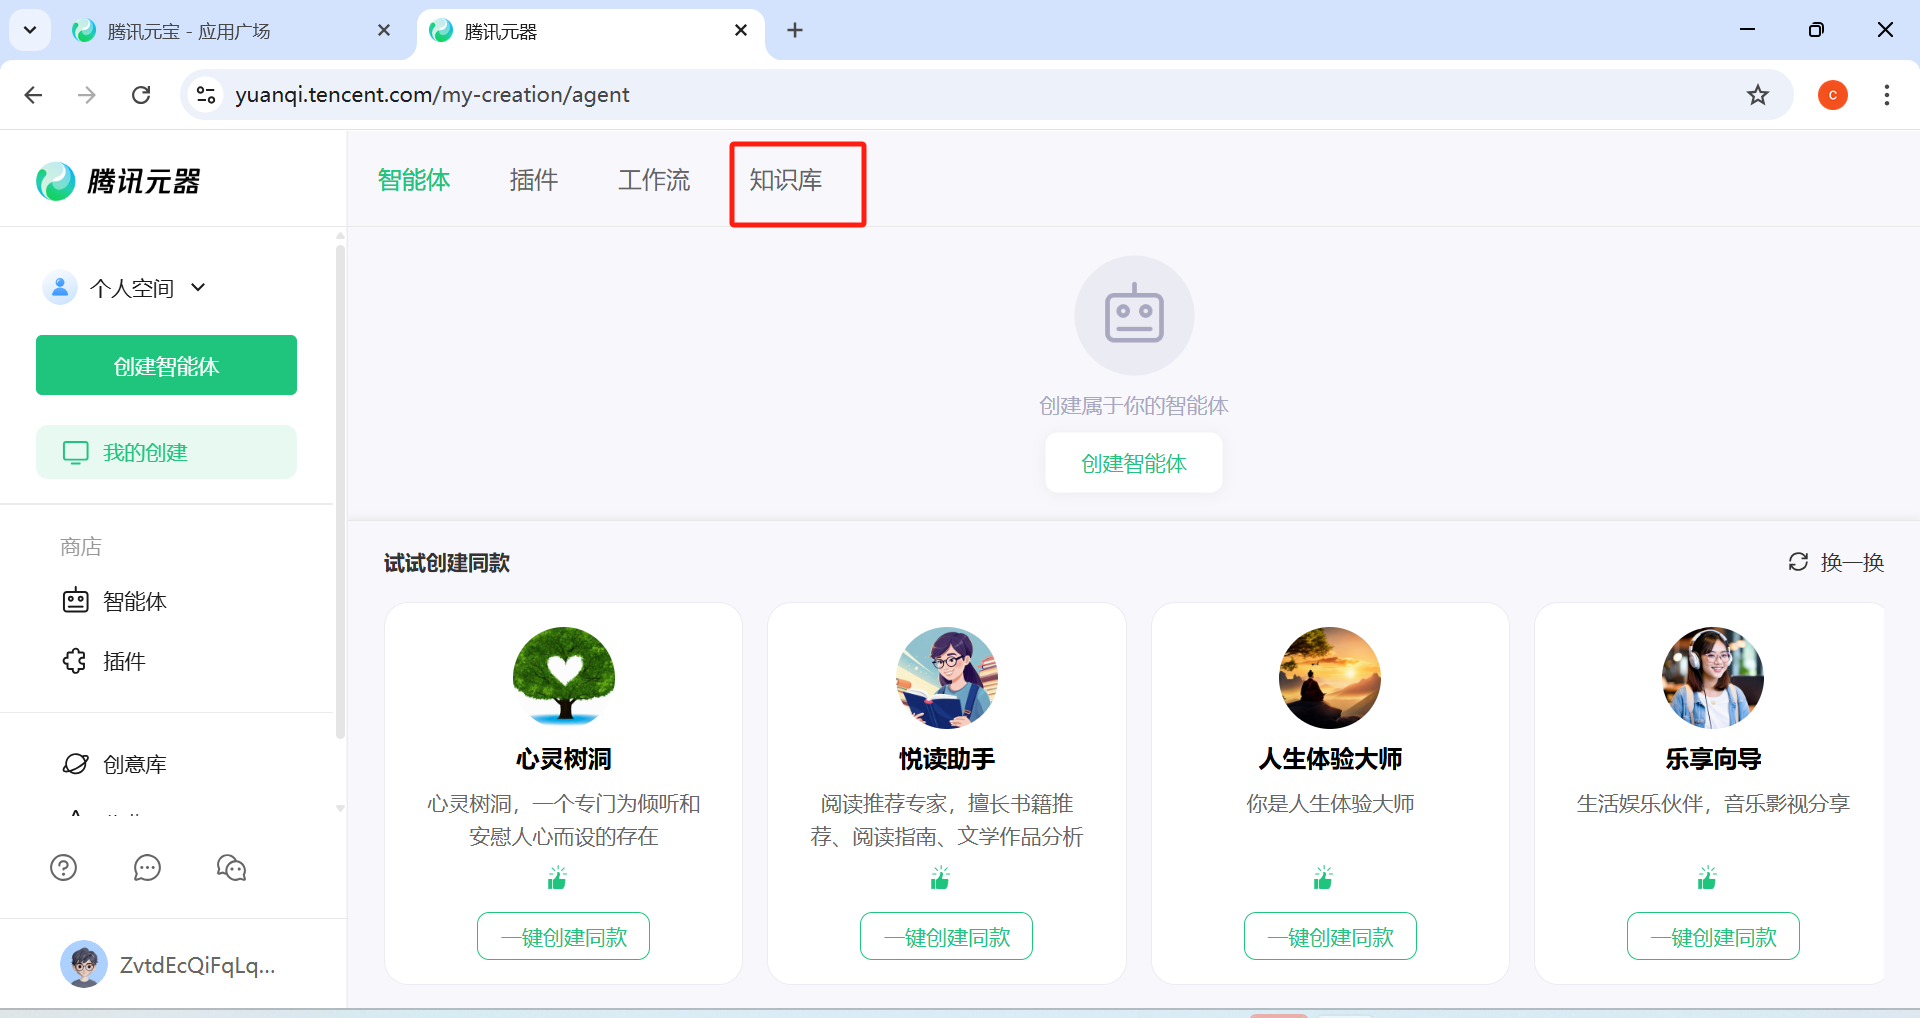 腾讯元宝 - 应用广场
腾讯元器
yuanqi.tencent.com/my-creation/agent
C
腾讯元器
智能体
插件
工作流
知识库
个人空间
创建智能体
我的创建
商店
智能体
插件
创意库
ZvtdEcQiFqLq...
创建属于你的智能体
创建智能体
试试创建同款
换一换
心灵树洞
心灵树洞，一个专门为倾听和
安慰人心而设的存在
一键创建同款
悦读助手
阅读推荐专家，擅长书籍推
荐、阅读指南、文学作品分析
一键创建同款
人生体验大师
你是人生体验大师
一键创建同款
乐享向导
生活娱乐伙伴，音乐影视分享
一键创建同款